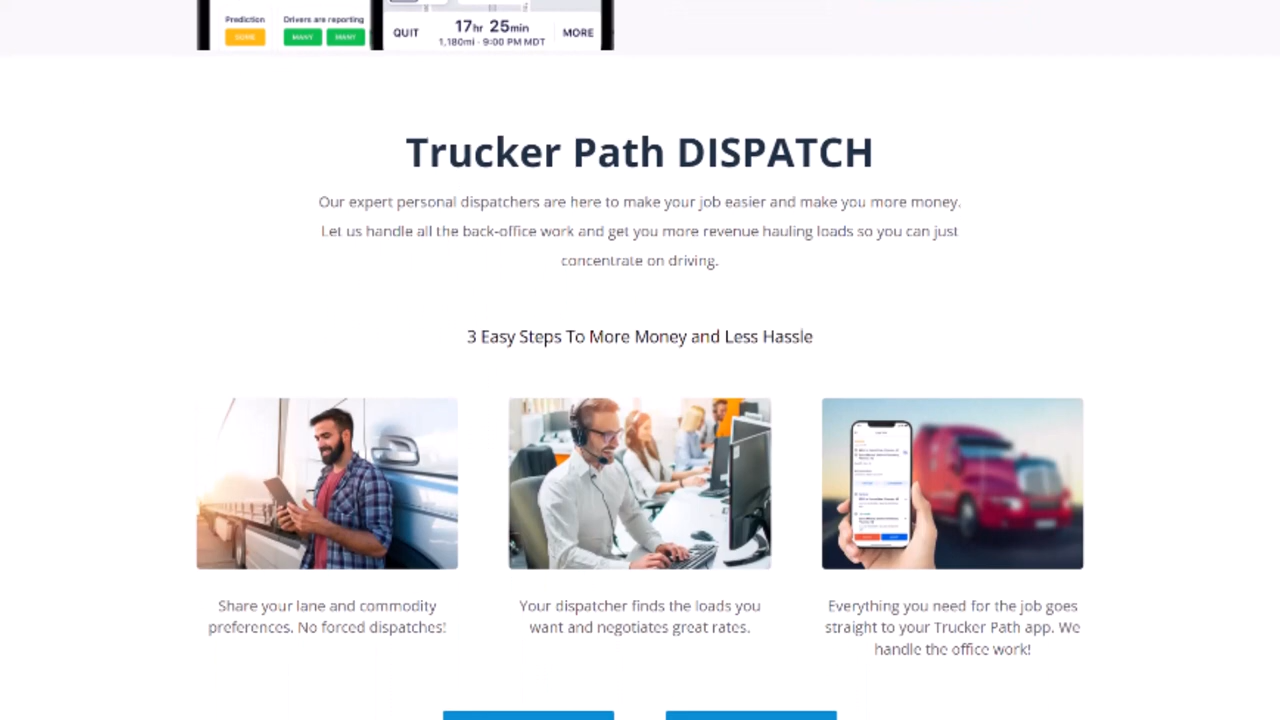 Prediction
Drivers are reporting
SOME
MANY
MANY
QUIT
17hr 25min
MORE
1,180mi - 9:00 PM MDT
Trucker Path DISPATCH
Our expert personal dispatchers are here to make your job easier and make you more money.
Let us handle all the back-office work and get you more revenue hauling loads so you can just
concentrate on driving.
3 Easy Steps To More Money and Less Hassle
Share your lane and commodity
preferences. No forced dispatches!
Your dispatcher finds the loads you
want and negotiates great rates.
Everything you need for the job goes
straight to your Trucker Path app. We
handle the office work!